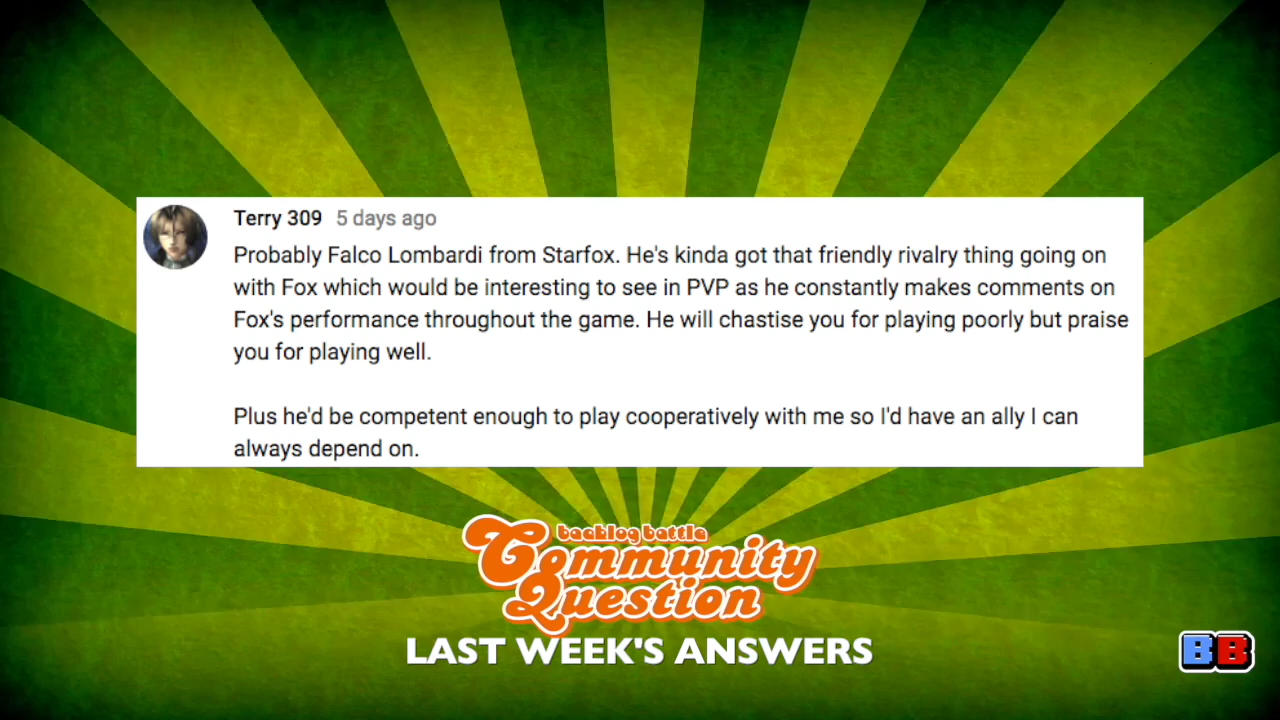 Terry 309 5 days ago
Probably Falco Lombardi from Starfox. He's kinda got that friendly rivalry thing going on
with Fox which would be interesting to see in PVP as he constantly makes comments on
Fox's performance throughout the game. He will chastise you for playing poorly but praise
you for playing well.
Plus he'd be competent enough to play cooperatively with me so I'd have an ally I can
always depend on.
backlog battle
Community
Question
LAST WEEK'S ANSWERS
BB